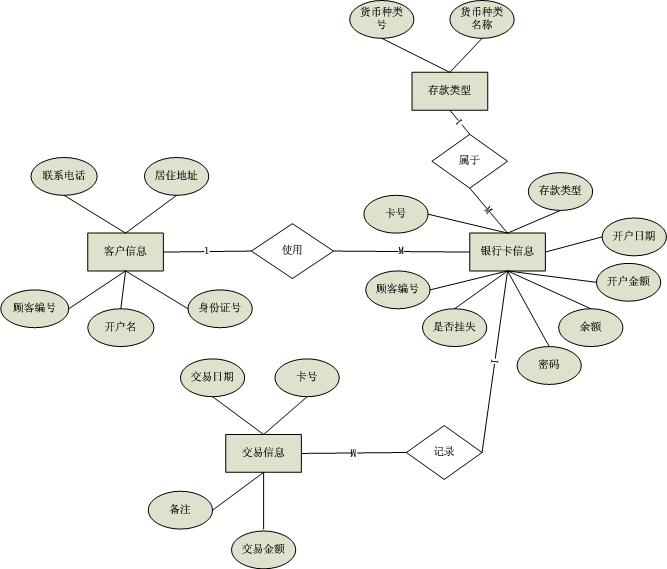 货币种类
号
货币种类
名称
存款类型
属于
联系电话
居住地址
存款类型
卡号
开户日期
客户信息
1
使用
M
银行卡信息
M
1
开户金额
顾客编号
顾客编号
开户名
身份证号
是否挂失
余额
密码
1
交易日期
卡号
交易信息
M
记录
备注
交易金额